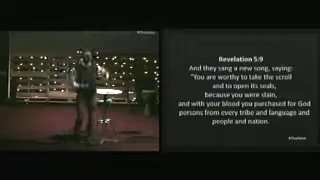 Revelation 5:9
And they sang a new song, saying:
"You are worthy to take the scroll
and to open its seals,
because you were slain,
and with your blood you purchased for God
persons from every tribe and language and
people and nation.